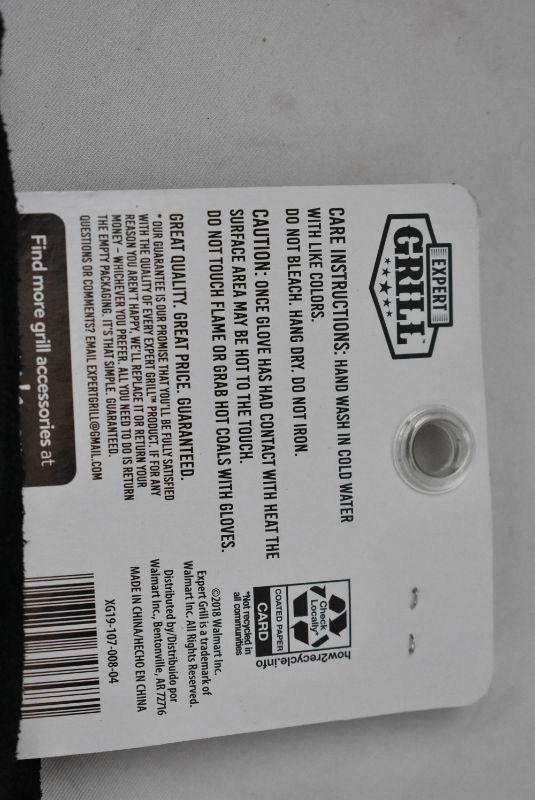 EXPERT
GRILL™
CARE INSTRUCTIONS: HAND WASH IN COLD WATER
WITH LIKE COLORS.
DO NOT BLEACH. HANG DRY. DO NOT IRON.
CAUTION: ONCE GLOVE HAS HAD CONTACT WITH HEAT THE
SURFACE AREA MAY BE HOT TO THE TOUCH.
DO NOT TOUCH FLAME OR GRAB HOT COALS WITH GLOVES.
GREAT QUALITY. GREAT PRICE. GUARANTEED.
*OUR GUARANTEE IS OUR PROMISE THAT YOU'LL BE FULLY SATISFIED
WITH THE QUALITY OF EVERY EXPERT GRILL™ PRODUCT. IF FOR ANY
REASON YOU AREN'T HAPPY, WE'LL REPLACE IT OR RETURN YOUR
MONEY – WHICHEVER YOU PREFER. ALL YOU NEED TO DO IS RETURN
THE EMPTY PACKAGING. IT'S THAT SIMPLE. GUARANTEED.
QUESTIONS OR COMMENTS? EMAIL EXPERTGRILL@GMAIL.COM
Find more grill accessories at
how2recycle.info
Check
Locally*
COATED PAPER
CARD
*Not recycled in
all communities
©2018 Walmart Inc.
Expert Grill is a trademark of
Walmart Inc. All Rights Reserved.
Distributed by/Distribuido por
Walmart Inc., Bentonville, AR 72716
MADE IN CHINA/HECHO EN CHINA
XG19-107-008-04